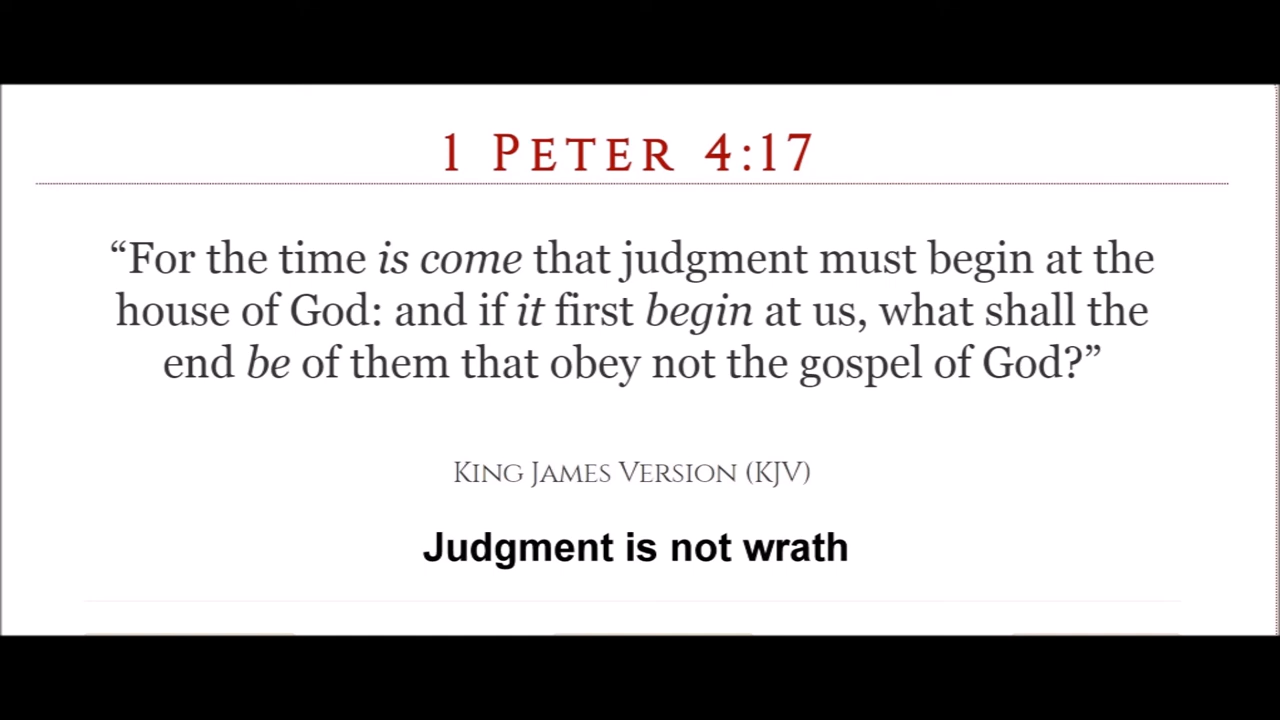 1 Peter 4:17
“For the time is come that judgment must begin at the
house of God: and if it first begin at us, what shall the
end be of them that obey not the gospel of God?”
King James Version (KJV)
Judgment is not wrath